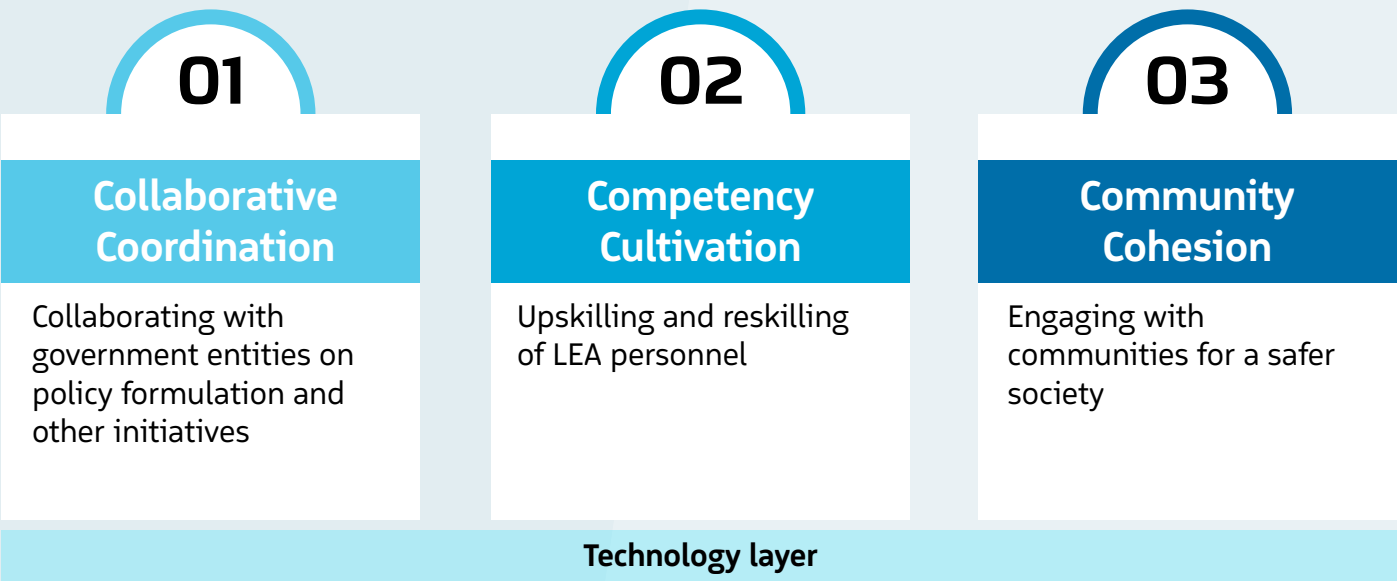 01
Collaborative
Coordination
Collaborating with
government entities on
policy formulation and
other initiatives
02
Competency
Cultivation
Upskilling and reskilling
of LEA personnel
03
Community
Cohesion
Engaging with
communities for a safer
society
Technology layer